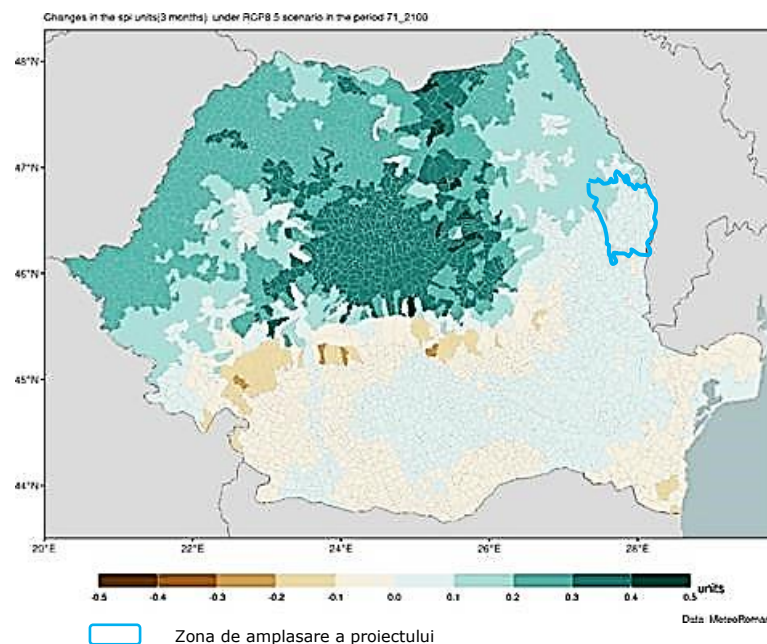 Changes in the spi units(3 months) under RCP8.5 scenario in the period 71_2100
48°N
47°N
46°N
45°N
44°N
20°E 22°E 24°E 26°E 28°E
-0.5 -0.4 -0.3 -0.2 -0.1 0.0 0.1 0.2 0.3 0.4 0.5 units
Data MeteoRoman
Zona de amplasare a proiectului